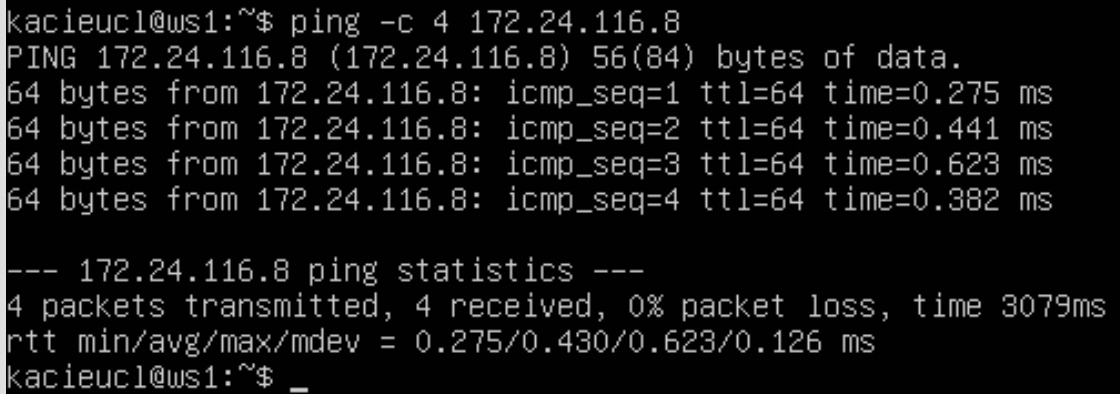 kacieucl@ws1:~$ ping -c 4 172.24.116.8
PING 172.24.116.8 (172.24.116.8) 56(84) bytes of data.
64 bytes from 172.24.116.8: icmp_seq=1 ttl=64 time=0.275 ms
64 bytes from 172.24.116.8: icmp_seq=2 ttl=64 time=0.441 ms
64 bytes from 172.24.116.8: icmp_seq=3 ttl=64 time=0.623 ms
64 bytes from 172.24.116.8: icmp_seq=4 ttl=64 time=0.382 ms
--- 172.24.116.8 ping statistics ---
4 packets transmitted, 4 received, 0% packet loss, time 3079ms
rtt min/avg/max/mdev = 0.275/0.430/0.623/0.126 ms
kacieucl@ws1:~$ _